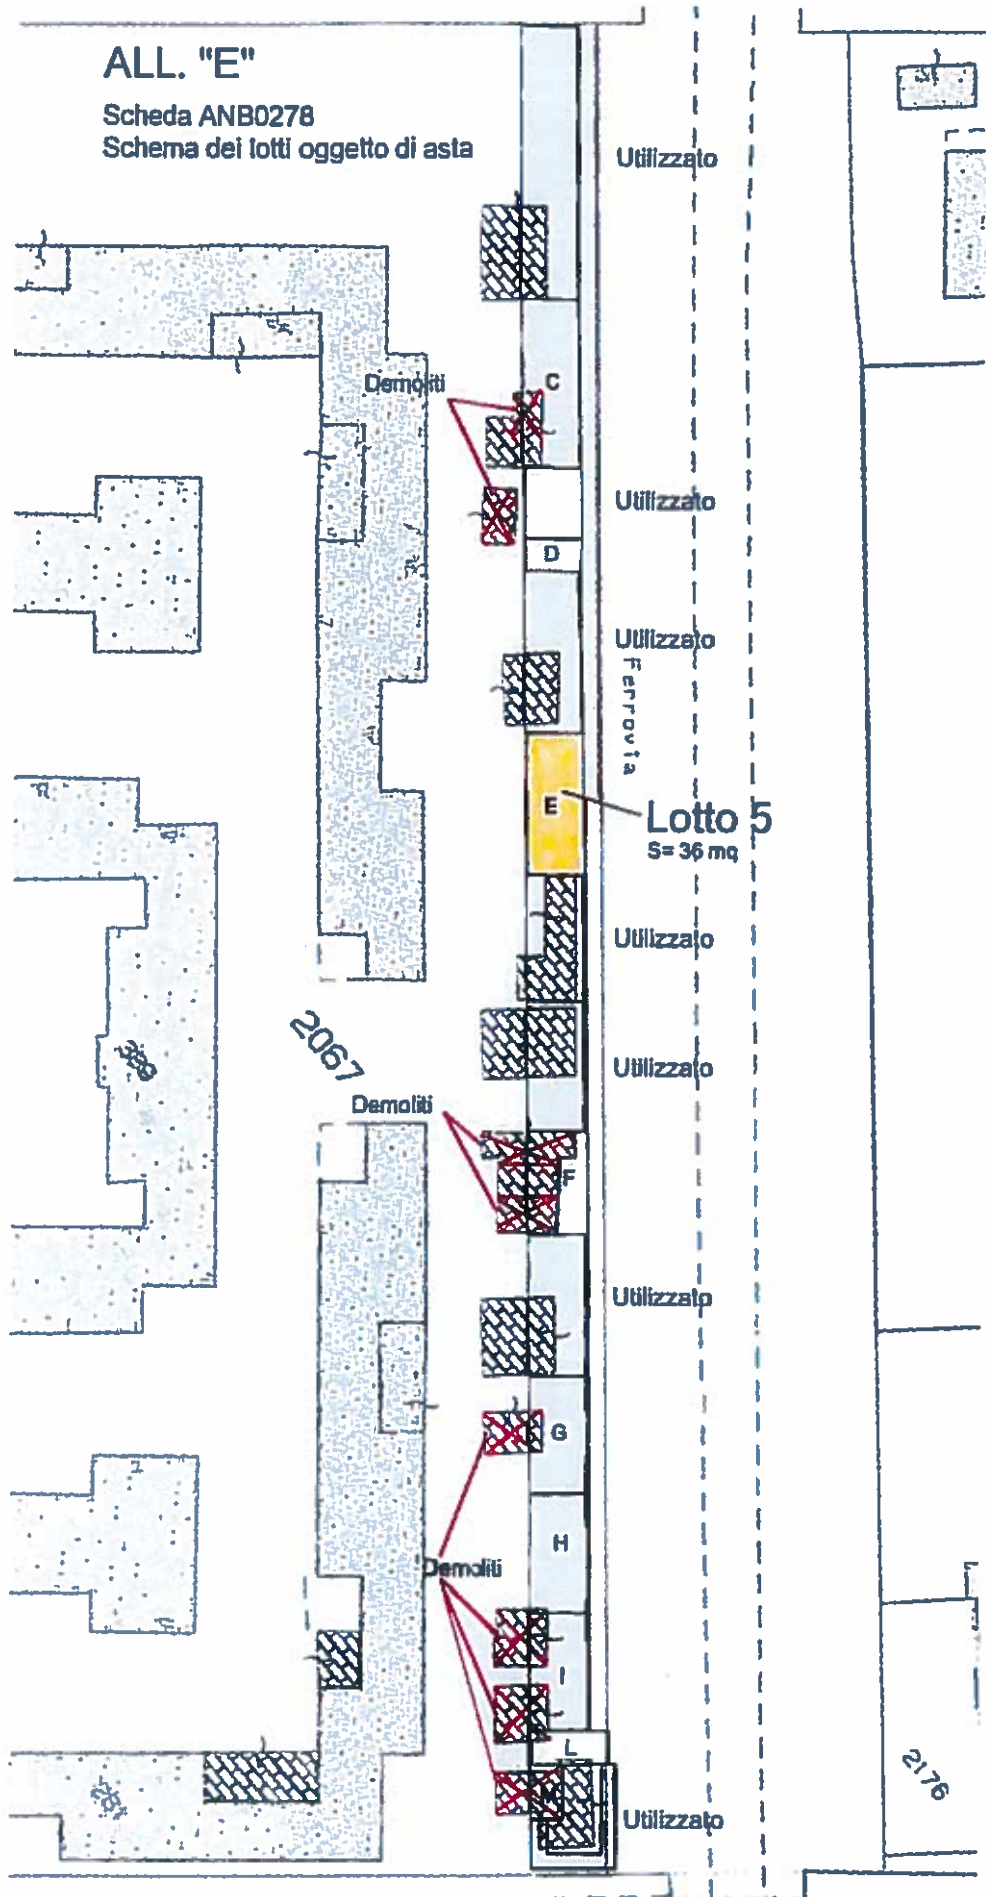 ALL. "E"
Scheda ANB0278
Schema dei lotti oggetto di asta
Utilizzato
Demoliti
C
Utilizzato
D
Utilizzato
Ferrovia
E
Lotto 5
S= 36 mq
Utilizzato
2067
Utilizzato
Demoliti
F
Utilizzato
G
Demoliti
H
I
L
2176
M
Utilizzato